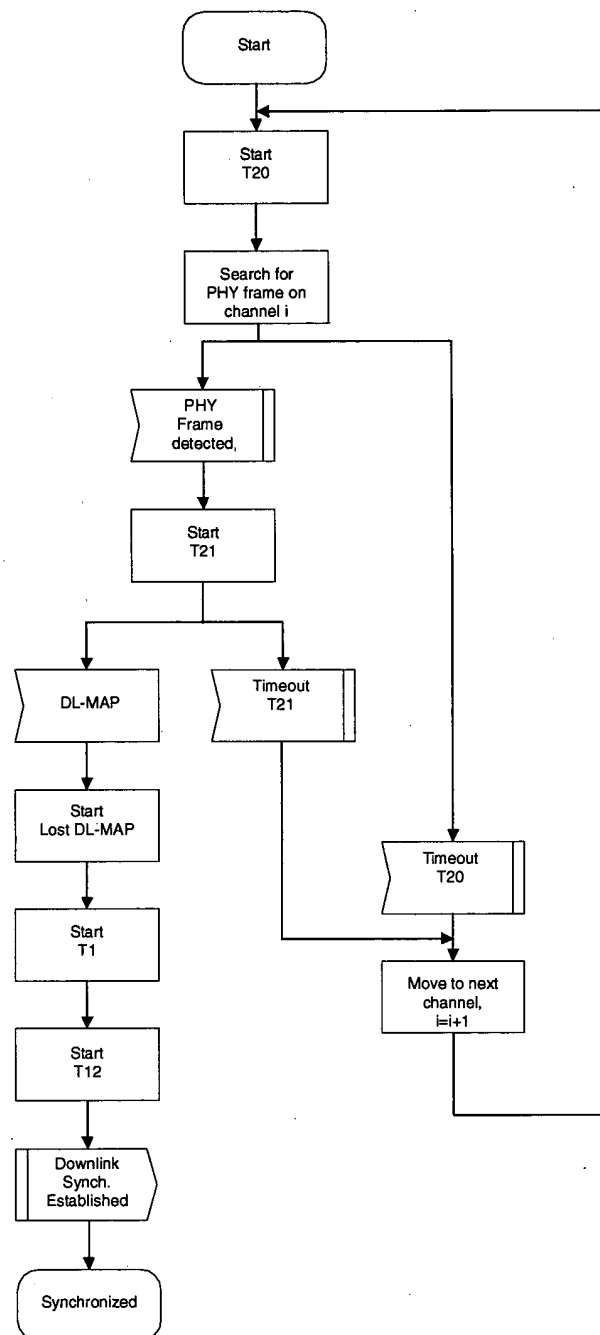 Start
Start
T20
Search for
PHY frame on
channel i
PHY
Frame
detected,
Start
T21
DL-MAP
Timeout
T21
Start
Lost DL-MAP
Timeout
T20
Start
T1
Move to next
channel,
i=i+1
Start
T12
Downlink
Synch.
Established
Synchronized